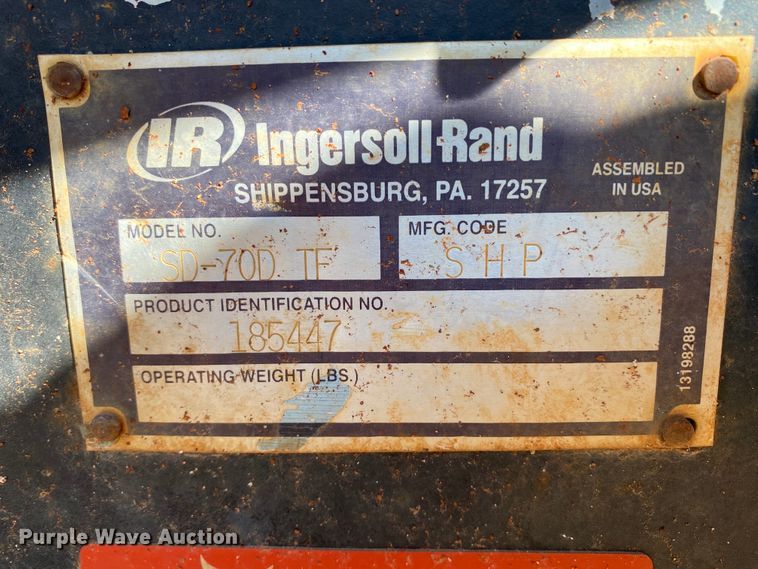 IR Ingersoll-Rand
SHIPPENSBURG, PA. 17257
ASSEMBLED
IN USA
MODEL NO.
SD-70D TF
MFG. CODE
SHP
PRODUCT IDENTIFICATION NO.
185447
OPERATING WEIGHT (LBS.)
13198288
Purple Wave Auction